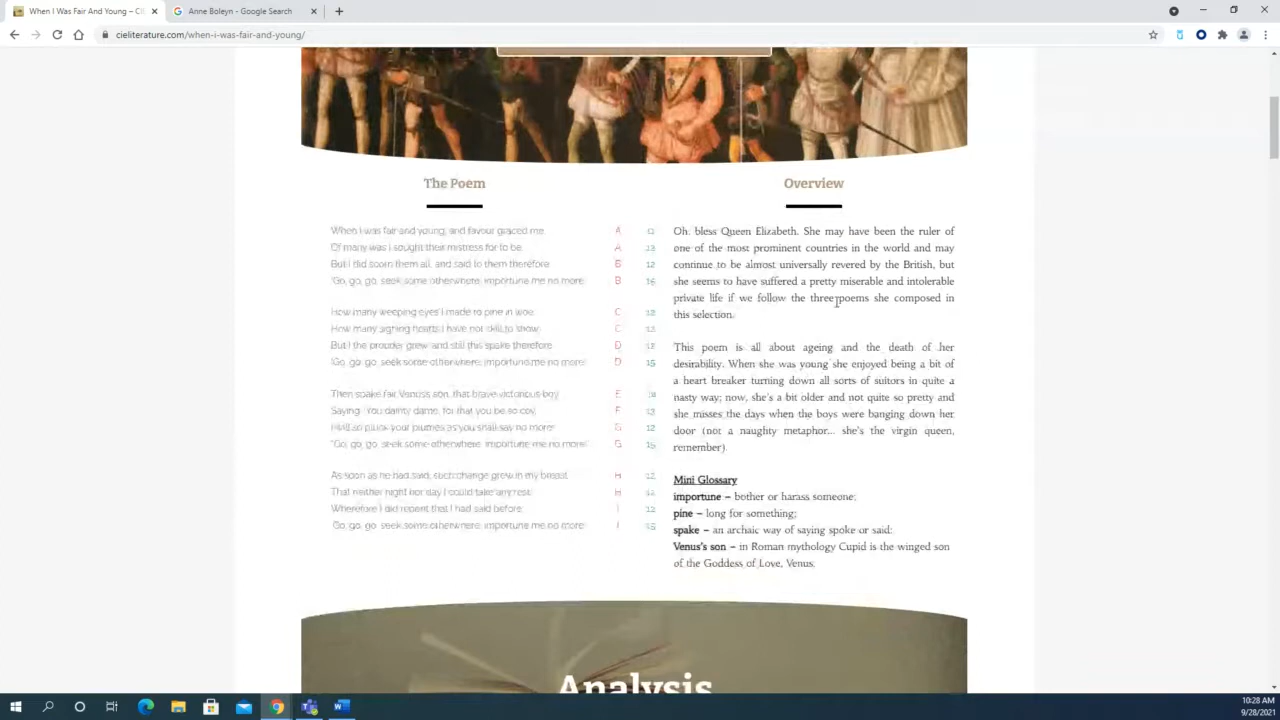 When I Was Fair And Young – CI
Anne Boleyn - Google Search
cieliterature.com/when-i-was-fair-and-young/
The Poem
When I was fair and young, and favour graced me,
Of many was I sought their mistress for to be.
But I did scorn them all, and said to them therefore
'Go, go, go, seek some otherwhere, importune me no more'
How many weeping eyes I made to pine in woe,
How many sighing hearts I have not skill to show,
But I the prouder grew and still this spake therefore
'Go, go, go, seek some otherwhere, importune me no more'
Then spake fair Venus's son, that brave victorious boy,
Saying 'You dainty dame, for that you be so coy,
I will so pluck your plumes as you shall say no more
'Go, go, go, seek some otherwhere, importune me no more'
As soon as he had said, such change grew in my breast
That neither night nor day I could take any rest.
Wherefore I did repent that I had said before
'Go, go, go, seek some otherwhere, importune me no more'
A
A
B
B
C
C
D
D
E
F
G
G
H
H
I
I
12
12
15
12
12
12
15
14
13
12
15
12
12
12
15
Overview
Oh, bless Queen Elizabeth. She may have been the ruler of
one of the most prominent countries in the world and may
continue to be almost universally revered by the British, but
she seems to have suffered a pretty miserable and intolerable
private life if we follow the three poems she composed in
this selection.
This poem is all about ageing and the death of her
desirability. When she was young she enjoyed being a bit of
a heart breaker turning down all sorts of suitors in quite a
nasty way; now, she's a bit older and not quite so pretty and
she misses the days when the boys were banging down her
door (not a naughty metaphor... she's the virgin queen,
remember).
Mini Glossary
importune – bother or harass someone;
pine – long for something;
spake – an archaic way of saying spoke or said;
Venus's son – in Roman mythology Cupid is the winged son
of the Goddess of Love, Venus.
Analysis
10:28 AM
9/28/2021